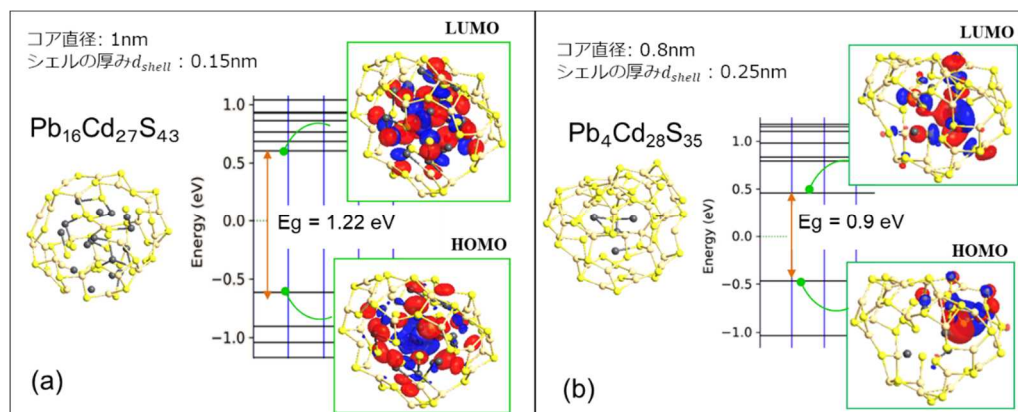 コア直径: 1nm
シェルの厚みd_shell : 0.15nm
LUMO
Pb₁₆Cd₂₇S₄₃
1.0
0.5
0.0
−0.5
−1.0
Energy (eV)
Eg = 1.22 eV
HOMO
(a)
コア直径: 0.8nm
シェルの厚みd_shell : 0.25nm
LUMO
Pb₄Cd₂₈S₃₅
1.0
0.5
0.0
−0.5
−1.0
Energy (eV)
Eg = 0.9 eV
HOMO
(b)